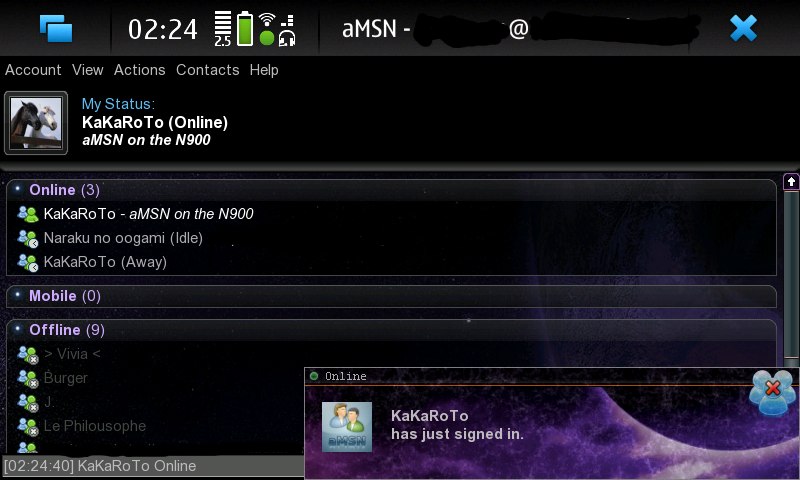 02:24
2.5
aMSN - @
Account View Actions Contacts Help
My Status:
KaKaRoTo (Online)
aMSN on the N900
Online (3)
KaKaRoTo - aMSN on the N900
Naraku no oogami (Idle)
KaKaRoTo (Away)
Mobile (0)
Offline (9)
> Vivia <
Burger
J.
Le Philousophe
Online
aMSN
KaKaRoTo
has just signed in.
[02:24:40] KaKaRoTo Online